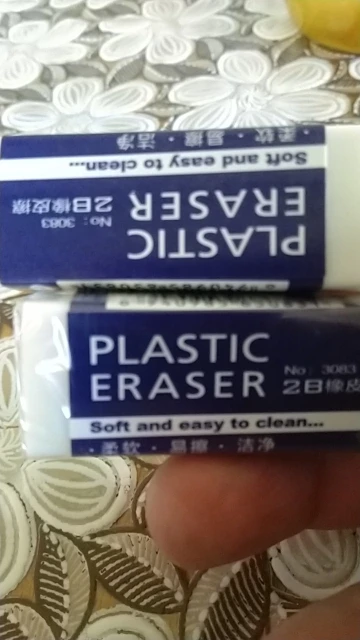 PLASTIC
ERASER
No: 3083
2B橡皮擦
Soft and easy to clean...
· 柔软 · 易擦 · 洁净
PLASTIC
ERASER
No: 3083
2B橡皮
Soft and easy to clean...
· 柔软 · 易擦 · 洁净